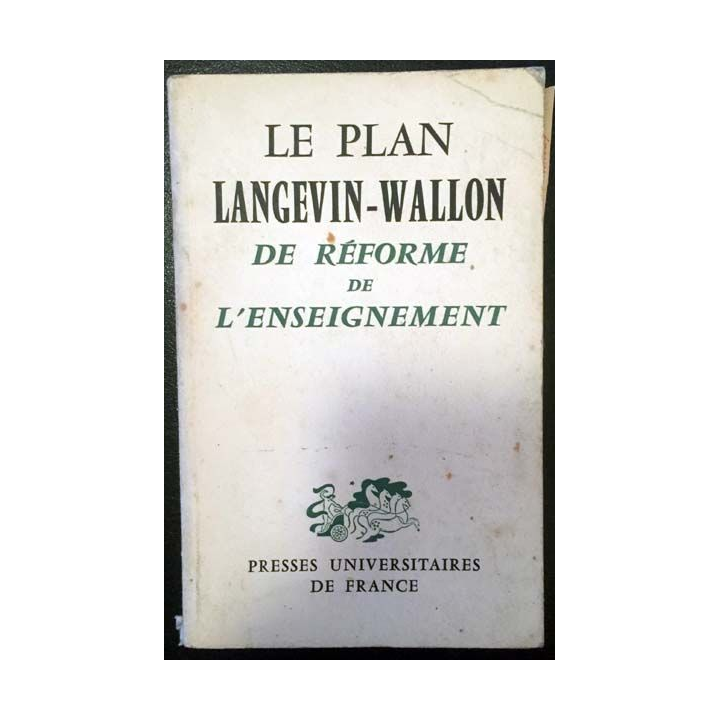 LE PLAN
LANGEVIN-WALLON
DE RÉFORME
DE
L'ENSEIGNEMENT
PRESSES UNIVERSITAIRES
DE FRANCE